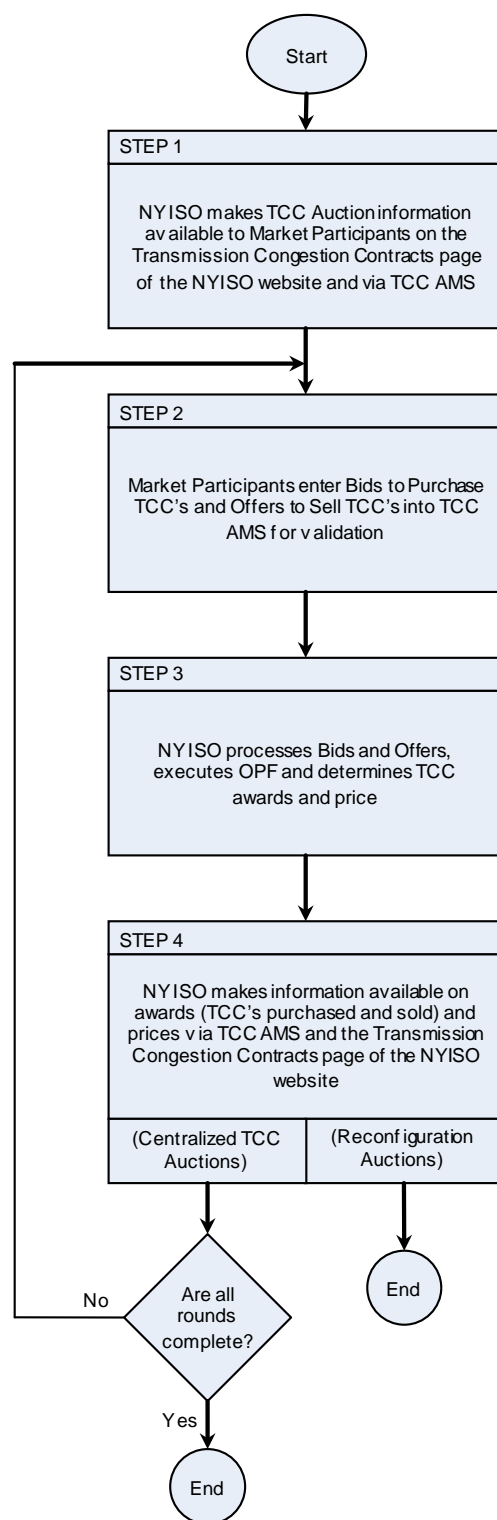 Start
STEP 1
NYISO makes TCC Auction information
available to Market Participants on the
Transmission Congestion Contracts page
of the NYISO website and via TCC AMS
STEP 2
Market Participants enter Bids to Purchase
TCC's and Offers to Sell TCC's into TCC
AMS for validation
STEP 3
NYISO processes Bids and Offers,
executes OPF and determines TCC
awards and price
STEP 4
NYISO makes information available on
awards (TCC's purchased and sold) and
prices via TCC AMS and the Transmission
Congestion Contracts page of the NYISO
website
(Centralized TCC
Auctions)
(Reconfiguration
Auctions)
Are all
rounds
complete?
No
End
Yes
End